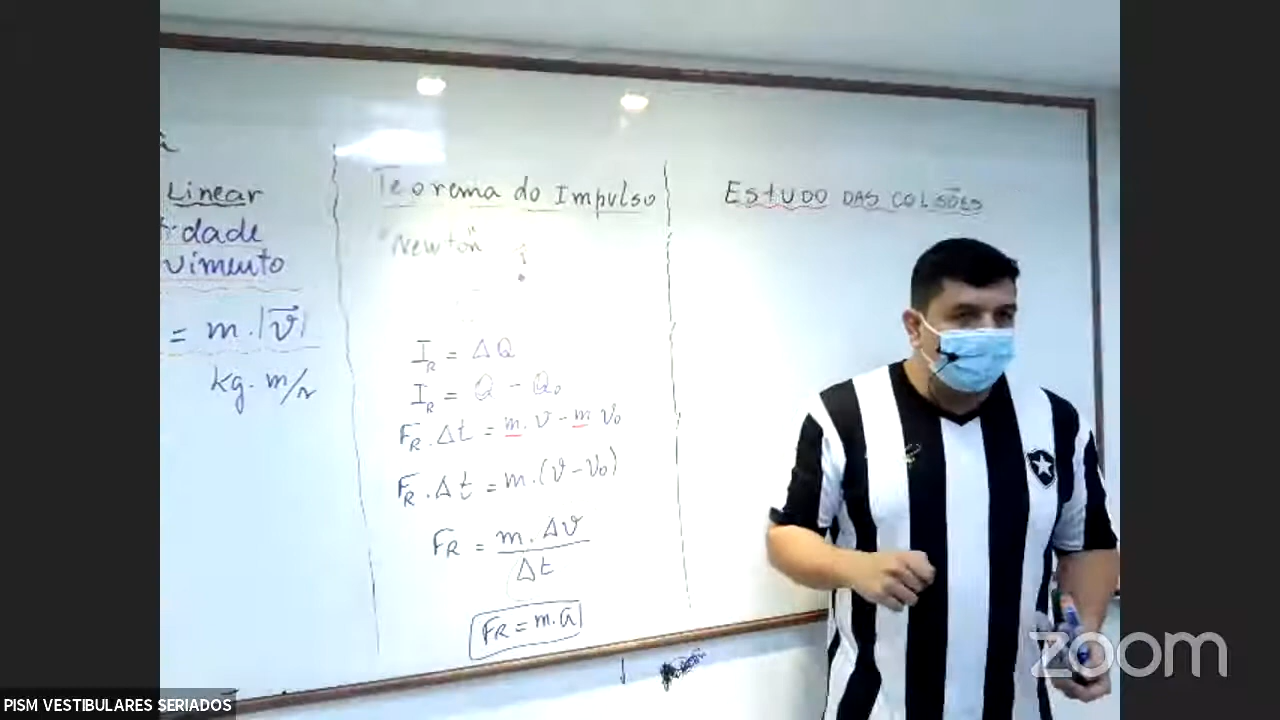 Linear
dade
vimento
= m.|v⃗|
kg. m/s
Teorema do Impulso
"Newton"
I_R = ΔQ
I_R = Q - Q₀
F_R.Δt = m.v - m v₀
F_R.Δt = m.(v - v₀)
F_R = m.Δv
Δt
F_R = m.a
ESTUDO DAS COLSÕES
zoom
PISM VESTIBULARES SERIADOS